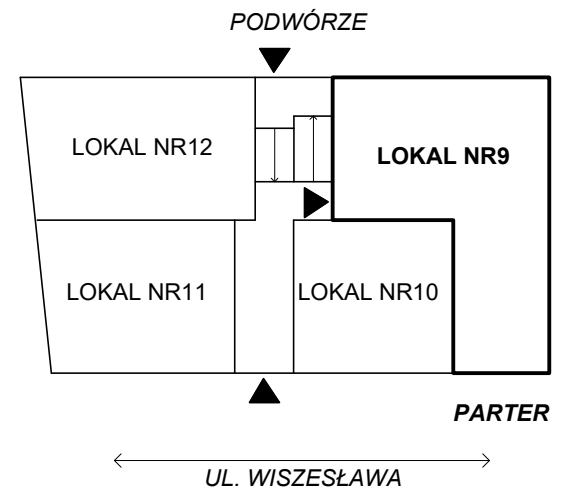 PODWÓRZE
LOKAL NR12
LOKAL NR9
LOKAL NR11
LOKAL NR10
PARTER
UL. WISZESŁAWA